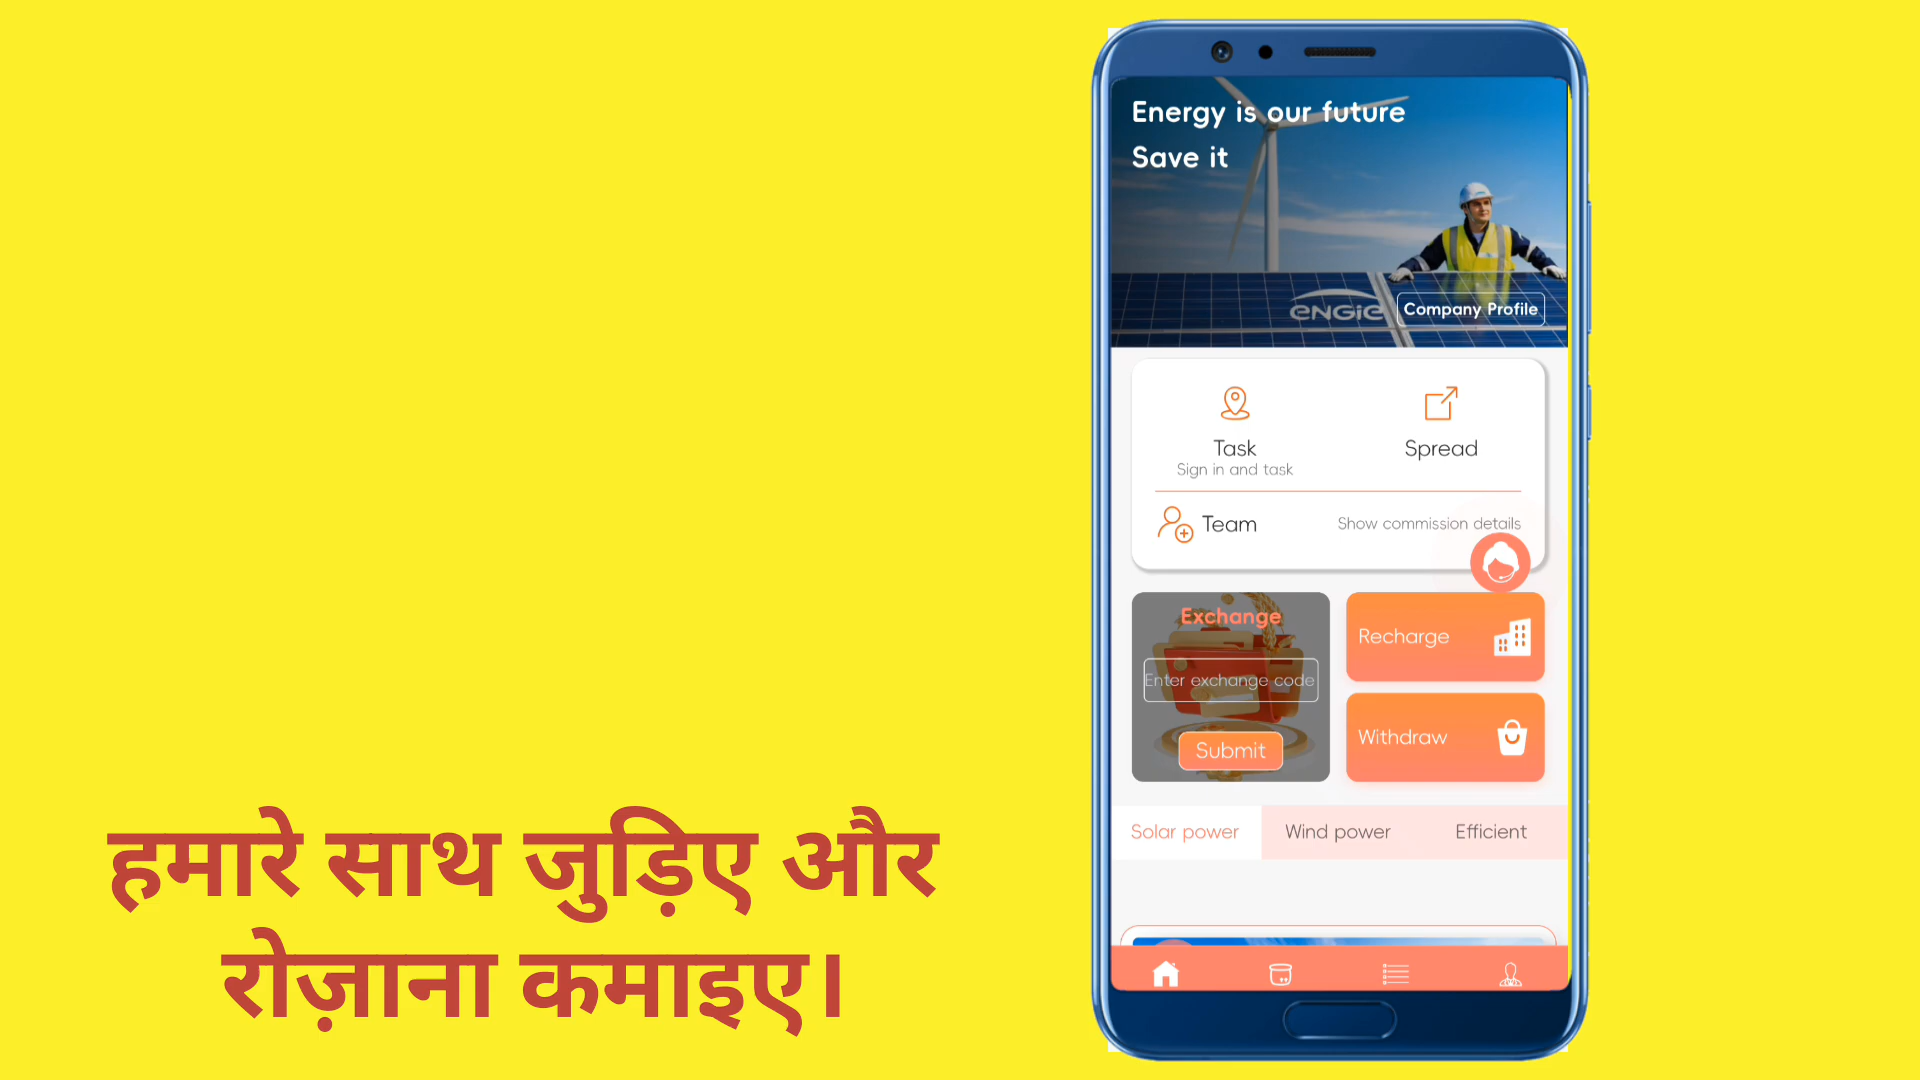 Energy is our future
Save it
ENGIE
Company Profile
Task
Spread
Sign in and task
Team
Show commission details
Exchange
Enter exchange code
Submit
Recharge
Withdraw
Solar power
Wind power
Efficient
हमारे साथ जुड़िए और
रोज़ाना कमाइए।